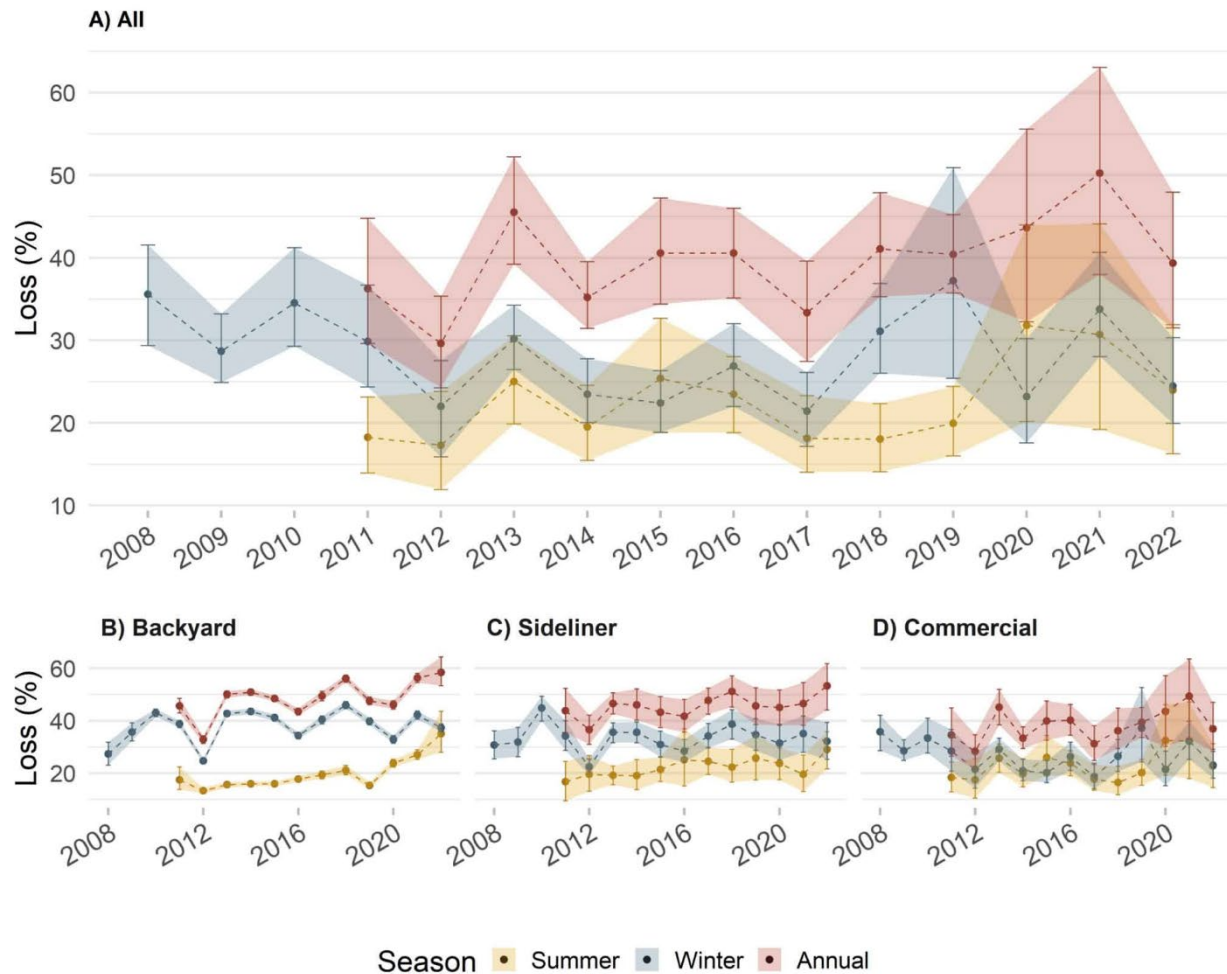 A) All
Loss (%)
60
50
40
30
20
10
2008 2009 2010 2011 2012 2013 2014 2015 2016 2017 2018 2019 2020 2021 2022
B) Backyard C) Sideliner D) Commercial
Loss (%)
60
40
20
2008 2012 2016 2020 2008 2012 2016 2020 2008 2012 2016 2020
Season Summer Winter Annual